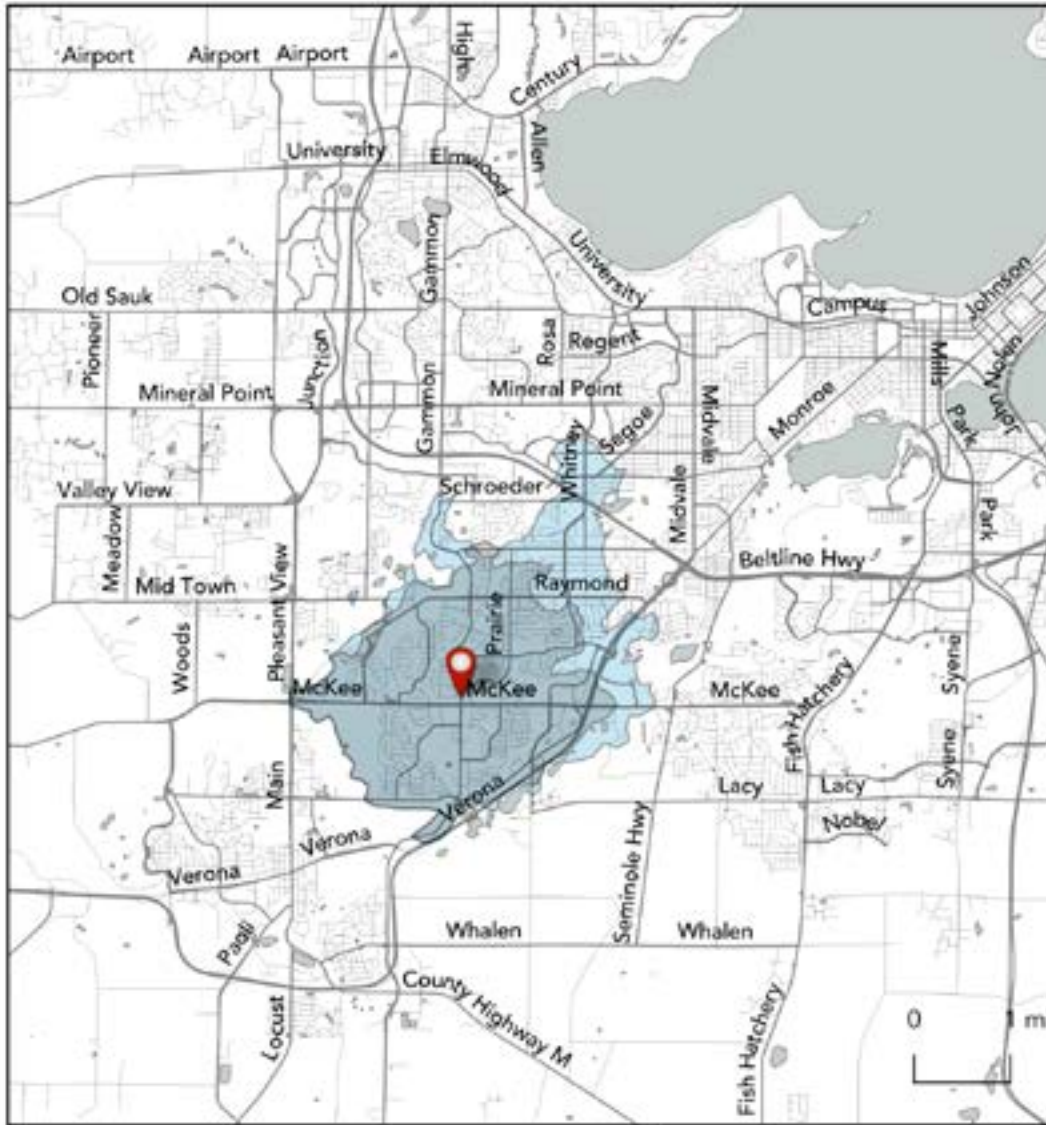 High
Airport Airport Airport
Century
Allen
University
Elmwood
Gammon
University
Old Sauk
Campus
Johnson
Pioneer
Junction
Rosa
Regent
Mills
John Nolen
Mineral Point
Gammon
Mineral Point
Midvale
Monroe
Park
Whitney
Segoe
Valley View
Schroeder
Midvale
Park
Meadow
Mid Town
Pleasant View
Raymond
Beltline Hwy
Woods
Prairie
Syene
McKee
McKee
McKee
Fish Hatchery
Main
Verona
Lacy
Lacy
Syene
Verona
Seminole Hwy
Nobel
Verona
Paoli
Whalen
Whalen
County Highway M
Locust
Fish Hatchery
0 1 m